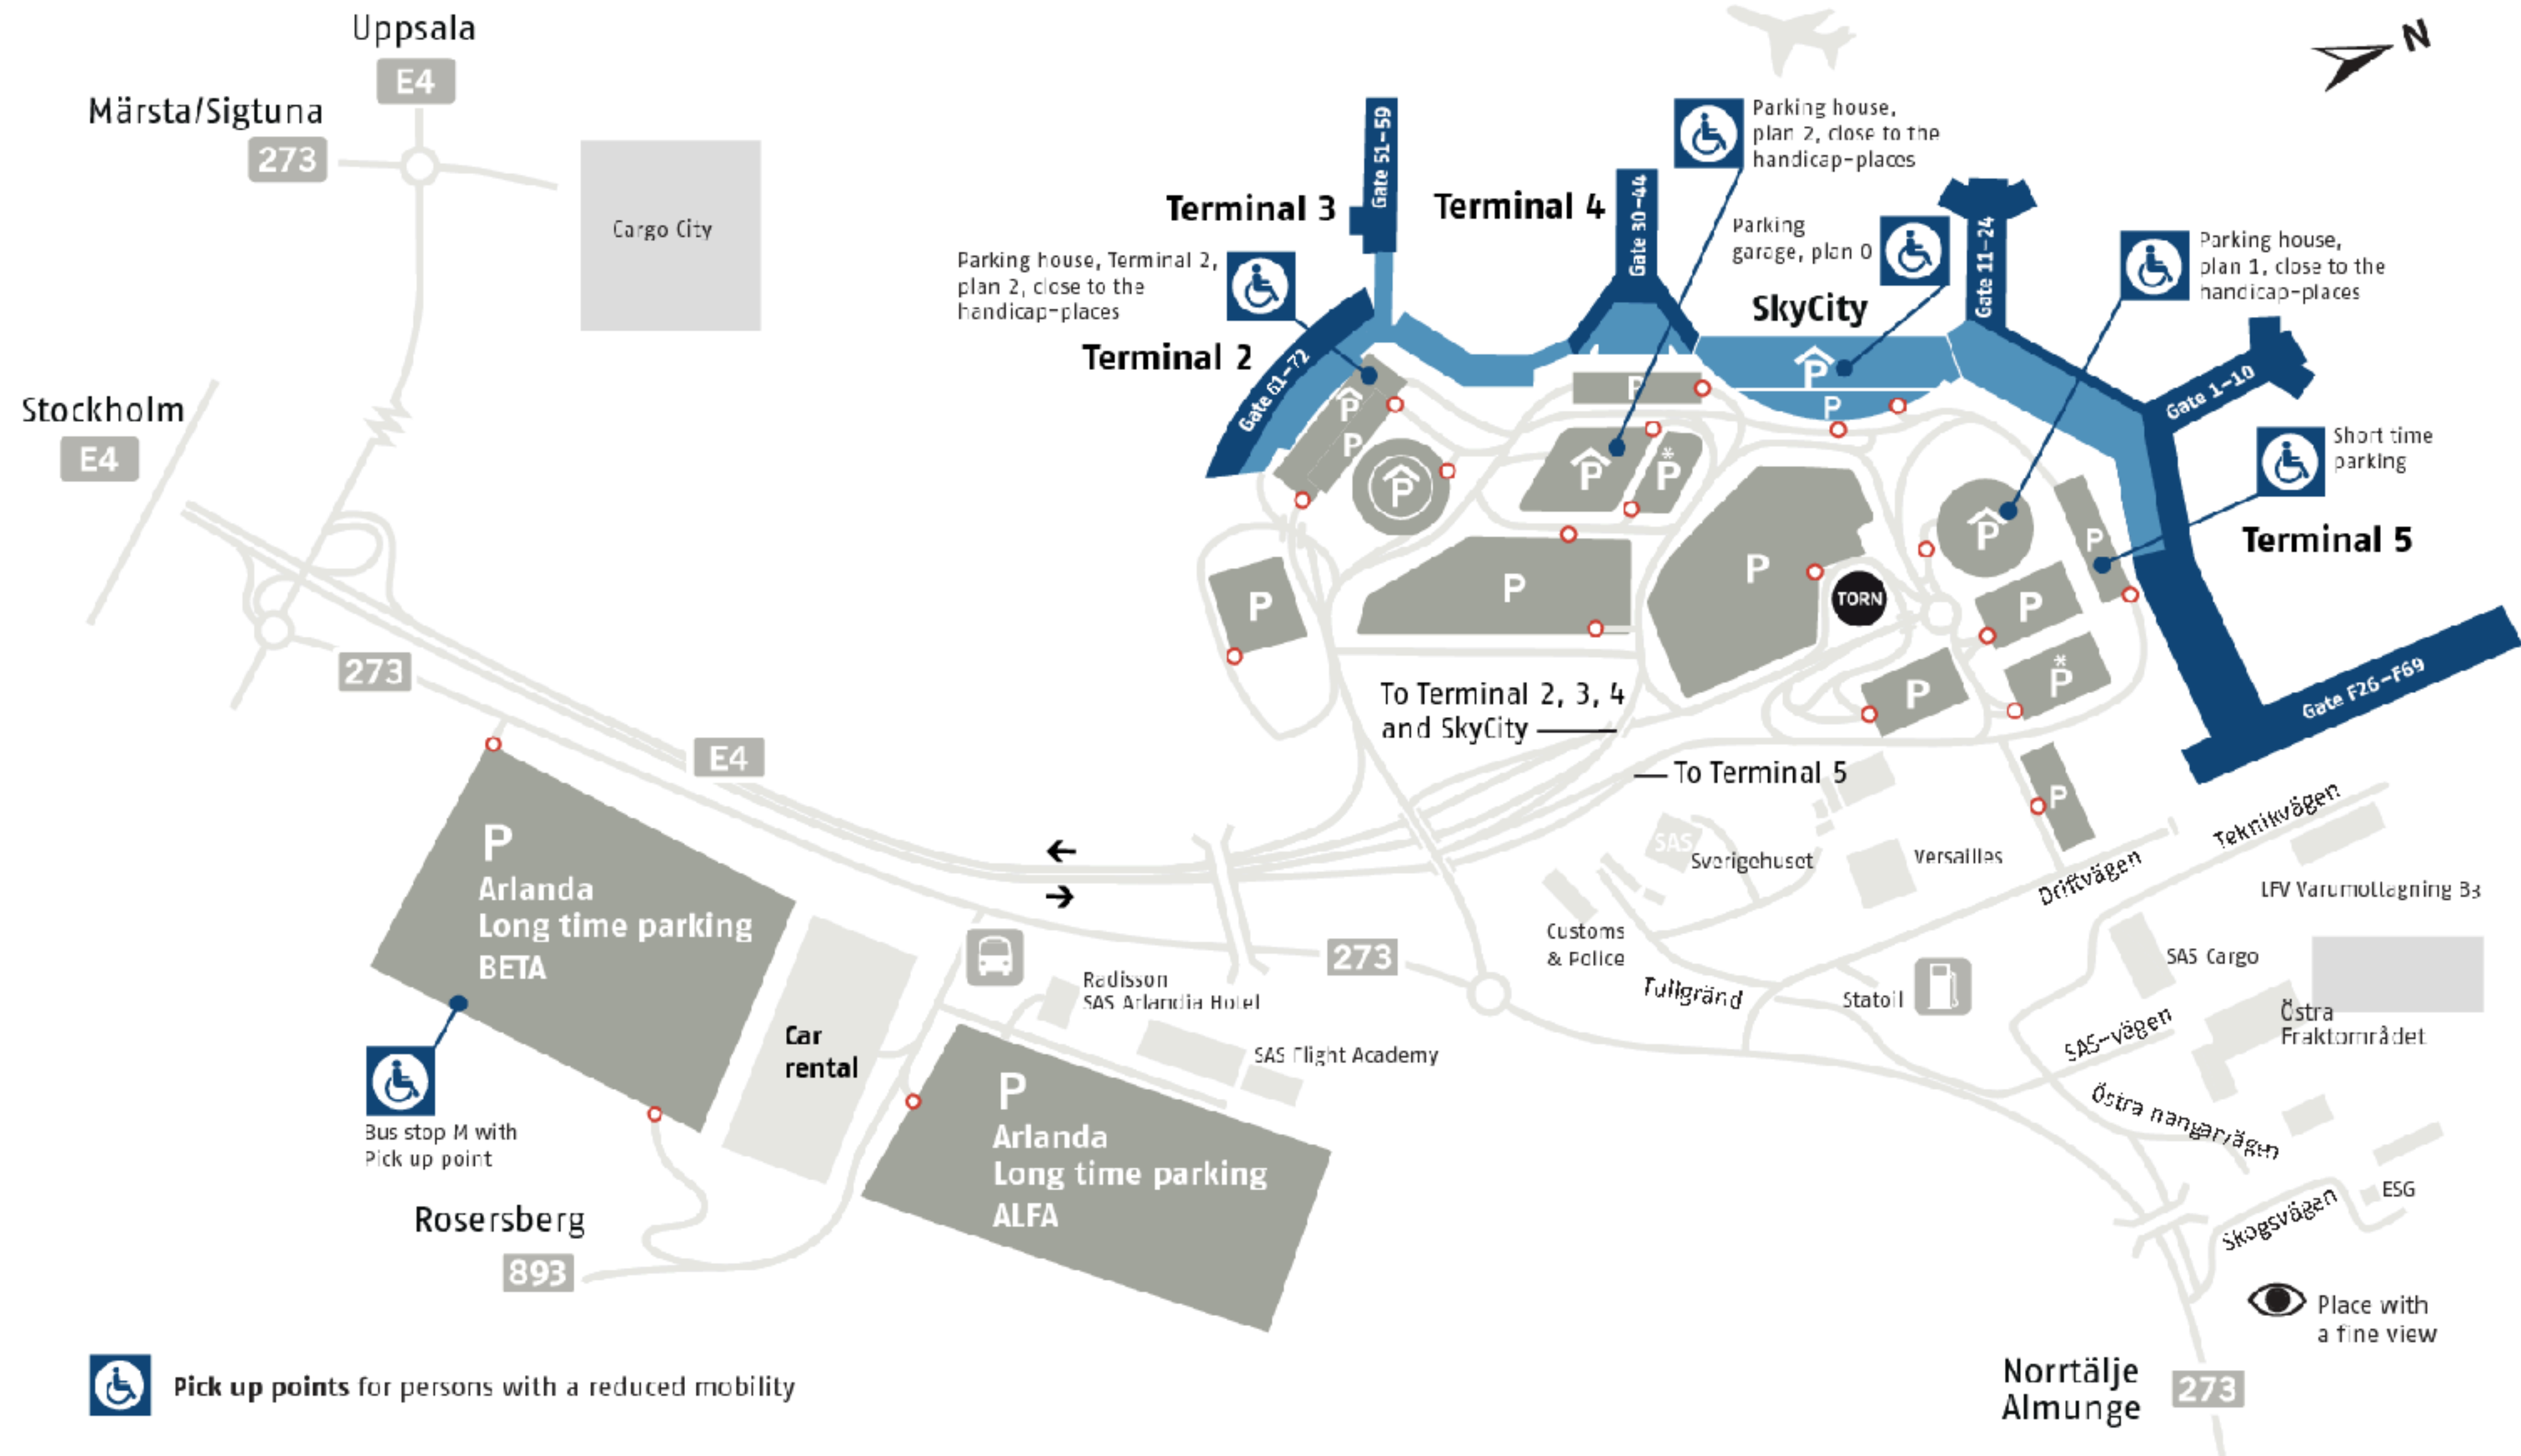 Uppsala
E4
Märsta/Sigtuna
273
Stockholm
E4
Cargo City
N
Terminal 3
Gate 51-59
Terminal 4
Gate 30-44
Parking house,
plan 2, close to the
handicap-places
Parking
garage, plan 0
SkyCity
Gate 11-24
Parking house,
plan 1, close to the
handicap-places
Parking house, Terminal 2,
plan 2, close to the
handicap-places
Terminal 2
Gate 61-72
Gate 1-10
Short time
parking
Terminal 5
Gate F26-F69
P
P
P
P
P
P
P
*
P
P
P
P
P
P
P
P
*
P
P
P
TORN
To Terminal 2, 3, 4
and SkyCity
To Terminal 5
273
E4
←
→
P
Arlanda
Long time parking
BETA
Car
rental
Bus stop M with
Pick up point
Rosersberg
893
P
Arlanda
Long time parking
ALFA
Radisson
SAS Arlandia Hotel
SAS Flight Academy
273
SAS
Sverigehuset
Versailles
Customs
& Police
Tullgränd
Statoil
Driftvägen
Teknikvägen
LFV Varumottagning B3
SAS Cargo
Östra
Fraktområdet
SAS-vägen
Östra hangarvägen
Skogsvägen
ESG
Place with
a fine view
Norrtälje
Almunge
273
Pick up points for persons with a reduced mobility